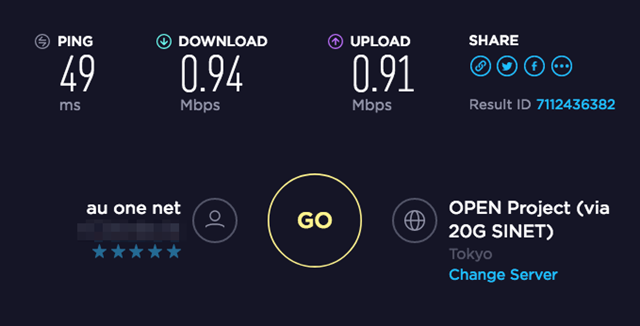 PING
49
ms
DOWNLOAD
0.94
Mbps
UPLOAD
0.91
Mbps
SHARE
Result ID 7112436382
au one net
GO
OPEN Project (via
20G SINET)
Tokyo
Change Server